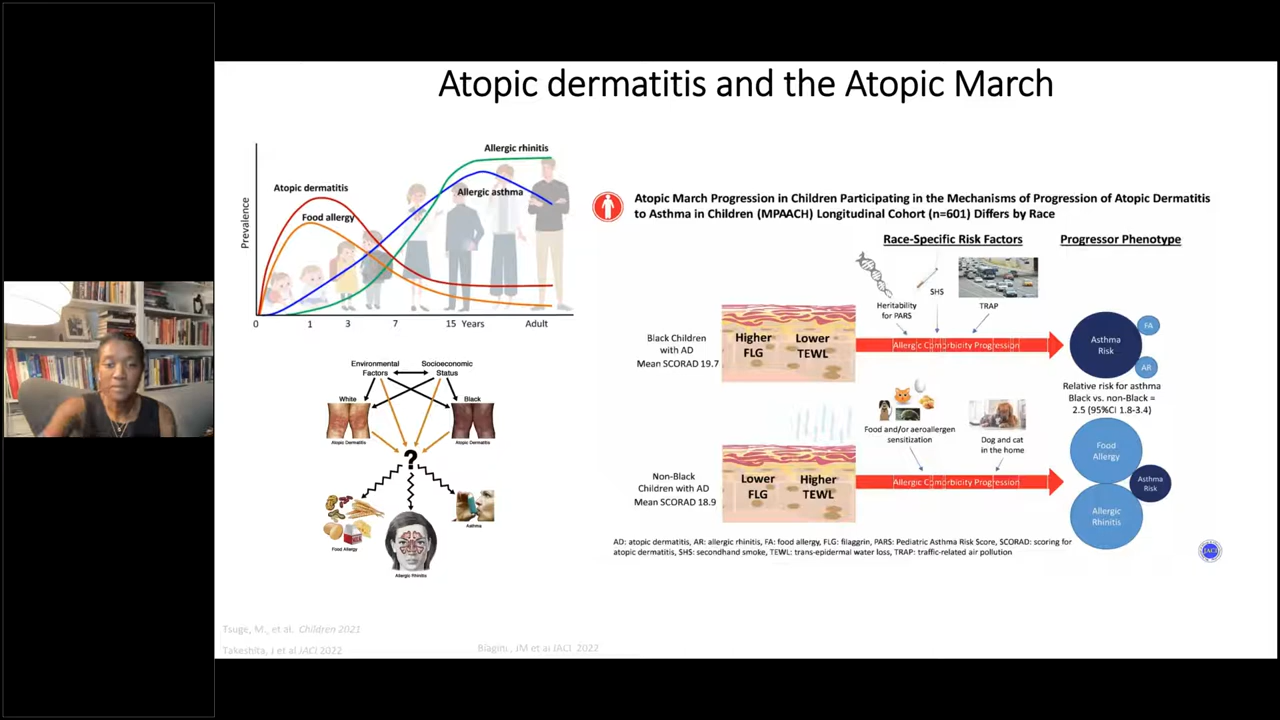 Atopic dermatitis and the Atopic March
Allergic rhinitis
Atopic dermatitis
Allergic asthma
Food allergy
Prevalence
0 1 3 7 15 Years Adult
Environmental Factors
Socioeconomic Status
White
Black
Atopic Dermatitis
Atopic Dermatitis
?
Food Allergy
Asthma
Allergic Rhinitis
Atopic March Progression in Children Participating in the Mechanisms of Progression of Atopic Dermatitis
to Asthma in Children (MPAACH) Longitudinal Cohort (n=601) Differs by Race
Race-Specific Risk Factors
Progressor Phenotype
Heritability
for PARS
SHS
TRAP
Black Children
with AD
Mean SCORAD 19.7
Higher
FLG
Lower
TEWL
Allergic Comorbidity Progression
Asthma
Risk
FA
AR
Relative risk for asthma
Black vs. non-Black =
2.5 (95%CI 1.8-3.4)
Food and/or aeroallergen
sensitization
Dog and cat
in the home
Non-Black
Children with AD
Mean SCORAD 18.9
Lower
FLG
Higher
TEWL
Allergic Comorbidity Progression
Food
Allergy
Asthma
Risk
Allergic
Rhinitis
AD: atopic dermatitis, AR: allergic rhinitis, FA: food allergy, FLG: filaggrin, PARS: Pediatric Asthma Risk Score, SCORAD: scoring for
atopic dermatitis, SHS: secondhand smoke, TEWL: trans-epidermal water loss, TRAP: traffic-related air pollution
JACI
Tsuge, M., et al. Children 2021
Takeshita, J et al JACI 2022
Biagini, JM et al JACI 2022